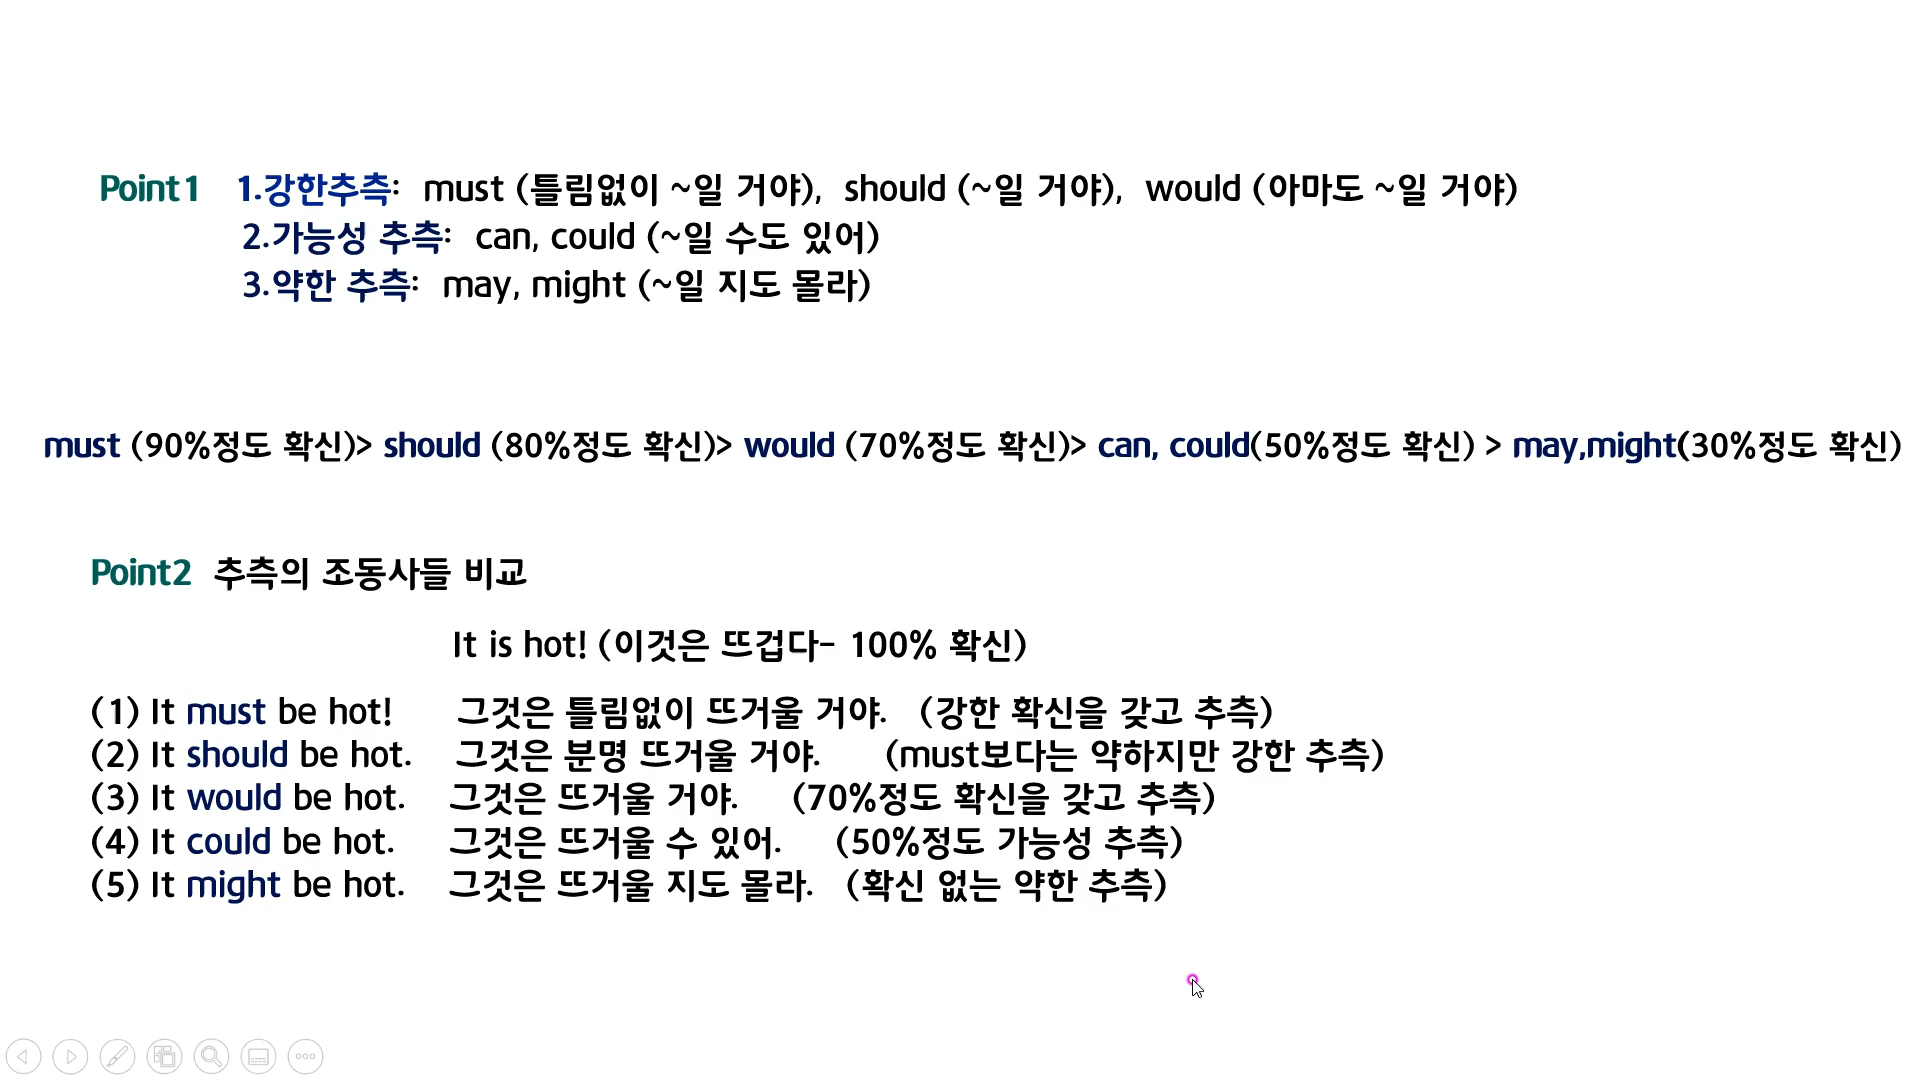 Point1 1.강한추측: must (틀림없이 ~일 거야), should (~일 거야), would (아마도 ~일 거야)
2.가능성 추측: can, could (~일 수도 있어)
3.약한 추측: may, might (~일 지도 몰라)
must (90%정도 확신)> should (80%정도 확신)> would (70%정도 확신)> can, could(50%정도 확신) > may,might(30%정도 확신)
Point2 추측의 조동사들 비교
It is hot! (이것은 뜨겁다- 100% 확신)
(1) It must be hot! 그것은 틀림없이 뜨거울 거야. (강한 확신을 갖고 추측)
(2) It should be hot. 그것은 분명 뜨거울 거야. (must보다는 약하지만 강한 추측)
(3) It would be hot. 그것은 뜨거울 거야. (70%정도 확신을 갖고 추측)
(4) It could be hot. 그것은 뜨거울 수 있어. (50%정도 가능성 추측)
(5) It might be hot. 그것은 뜨거울 지도 몰라. (확신 없는 약한 추측)